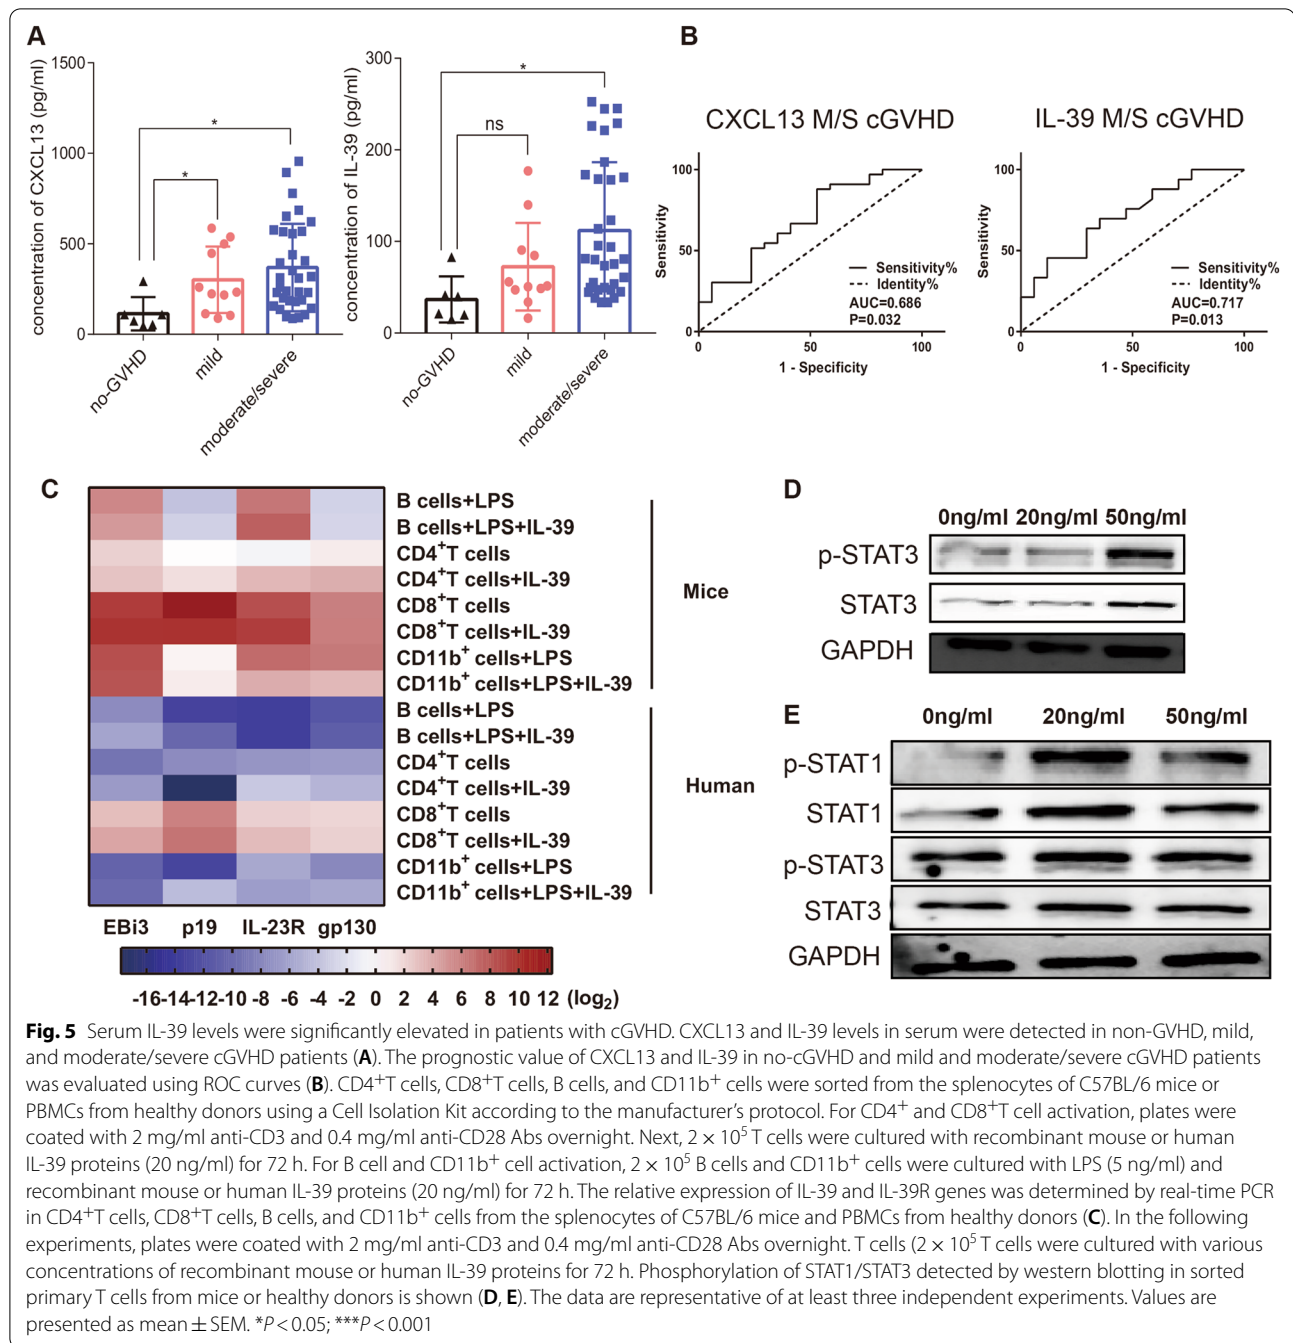 A
concentration of CXCL13 (pg/ml)
1500
1000
500
0
*
*
no-GVHD
mild
moderate/severe
concentration of IL-39 (pg/ml)
300
200
100
0
*
ns
no-GVHD
mild
moderate/severe
B
CXCL13 M/S cGVHD
Sensitivity
100
50
0
Sensitivity%
Identity%
AUC=0.686
P=0.032
0
50
100
1 - Specificity
IL-39 M/S cGVHD
Sensitivity
100
50
0
Sensitivity%
Identity%
AUC=0.717
P=0.013
0
50
100
1 - Specificity
C
B cells+LPS
B cells+LPS+IL-39
CD4⁺T cells
CD4⁺T cells+IL-39
CD8⁺T cells
CD8⁺T cells+IL-39
CD11b⁺ cells+LPS
CD11b⁺ cells+LPS+IL-39
Mice
B cells+LPS
B cells+LPS+IL-39
CD4⁺T cells
CD4⁺T cells+IL-39
CD8⁺T cells
CD8⁺T cells+IL-39
CD11b⁺ cells+LPS
CD11b⁺ cells+LPS+IL-39
Human
EBi3 p19 IL-23R gp130
-16-14-12-10 -8 -6 -4 -2 0 2 4 6 8 10 12 (log₂)
D
0ng/ml 20ng/ml 50ng/ml
p-STAT3
STAT3
GAPDH
E
0ng/ml 20ng/ml 50ng/ml
p-STAT1
STAT1
p-STAT3
STAT3
GAPDH
Fig. 5 Serum IL-39 levels were significantly elevated in patients with cGVHD. CXCL13 and IL-39 levels in serum were detected in non-GVHD, mild,
and moderate/severe cGVHD patients (A). The prognostic value of CXCL13 and IL-39 in no-cGVHD and mild and moderate/severe cGVHD patients
was evaluated using ROC curves (B). CD4⁺T cells, CD8⁺T cells, B cells, and CD11b⁺ cells were sorted from the splenocytes of C57BL/6 mice or
PBMCs from healthy donors using a Cell Isolation Kit according to the manufacturer's protocol. For CD4⁺ and CD8⁺T cell activation, plates were
coated with 2 mg/ml anti-CD3 and 0.4 mg/ml anti-CD28 Abs overnight. Next, 2 × 10⁵ T cells were cultured with recombinant mouse or human
IL-39 proteins (20 ng/ml) for 72 h. For B cell and CD11b⁺ cell activation, 2 × 10⁵ B cells and CD11b⁺ cells were cultured with LPS (5 ng/ml) and
recombinant mouse or human IL-39 proteins (20 ng/ml) for 72 h. The relative expression of IL-39 and IL-39R genes was determined by real-time PCR
in CD4⁺T cells, CD8⁺T cells, B cells, and CD11b⁺ cells from the splenocytes of C57BL/6 mice and PBMCs from healthy donors (C). In the following
experiments, plates were coated with 2 mg/ml anti-CD3 and 0.4 mg/ml anti-CD28 Abs overnight. T cells (2 × 10⁵ T cells were cultured with various
concentrations of recombinant mouse or human IL-39 proteins for 72 h. Phosphorylation of STAT1/STAT3 detected by western blotting in sorted
primary T cells from mice or healthy donors is shown (D, E). The data are representative of at least three independent experiments. Values are
presented as mean ± SEM. *P < 0.05; ***P < 0.001